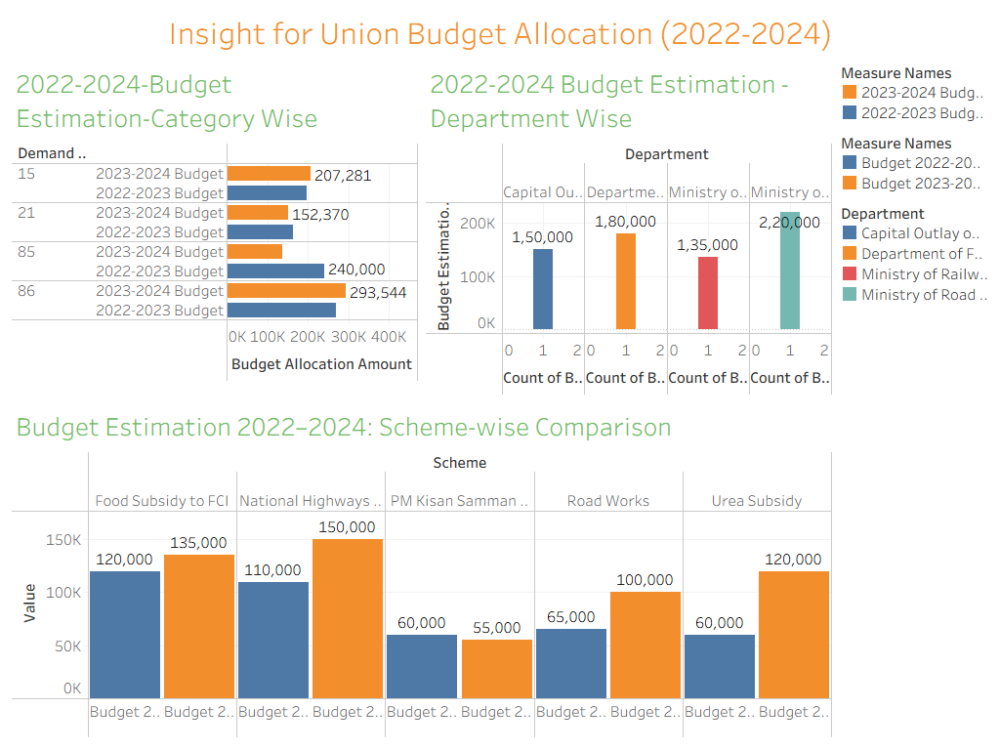 Insight for Union Budget Allocation (2022-2024)
2022-2024-Budget
Estimation-Category Wise
Demand ..
15 2023-2024 Budget 207,281
2022-2023 Budget
21 2023-2024 Budget 152,370
2022-2023 Budget
85 2023-2024 Budget
2022-2023 Budget 240,000
86 2023-2024 Budget 293,544
2022-2023 Budget
0K 100K 200K 300K 400K
Budget Allocation Amount
2022-2024 Budget Estimation -
Department Wise
Department
Capital Ou.. Departme.. Ministry o.. Ministry o..
Budget Estimatio..
200K
100K
0K
1,50,000 1,80,000 1,35,000 2,20,000
0 1 2 0 1 2 0 1 2 0 1 2
Count of B.. Count of B.. Count of B.. Count of B..
Measure Names
2023-2024 Budg..
2022-2023 Budg..
Measure Names
Budget 2022-20..
Budget 2023-20..
Department
Capital Outlay o..
Department of F..
Ministry of Railw..
Ministry of Road ..
Budget Estimation 2022–2024: Scheme-wise Comparison
Scheme
Food Subsidy to FCI National Highways .. PM Kisan Samman .. Road Works Urea Subsidy
Value
150K
100K
50K
0K
120,000 135,000 110,000 150,000 60,000 55,000 65,000 100,000 60,000 120,000
Budget 2.. Budget 2.. Budget 2.. Budget 2.. Budget 2.. Budget 2.. Budget 2.. Budget 2.. Budget 2.. Budget 2..